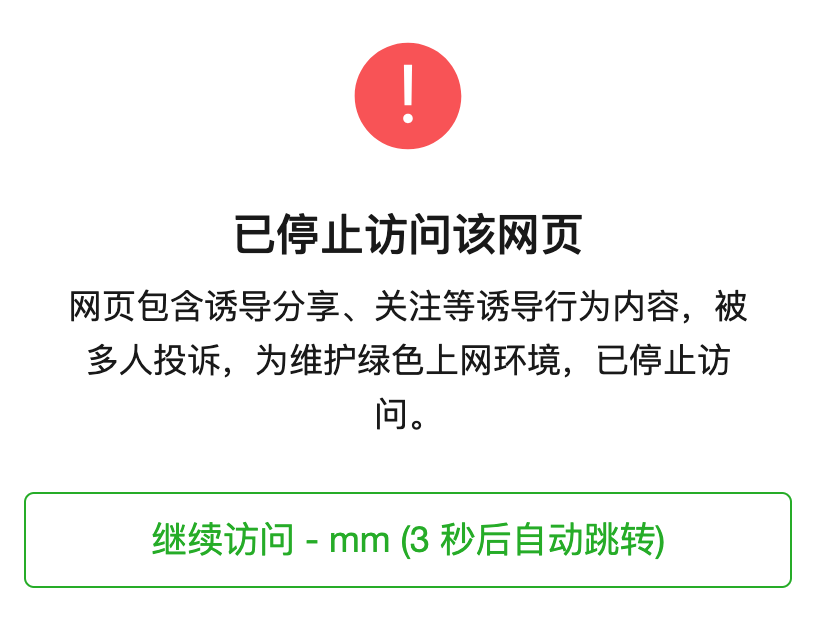 已停止访问该网页
网页包含诱导分享、关注等诱导行为内容，被
多人投诉，为维护绿色上网环境，已停止访
问。
继续访问 - mm (3 秒后自动跳转)